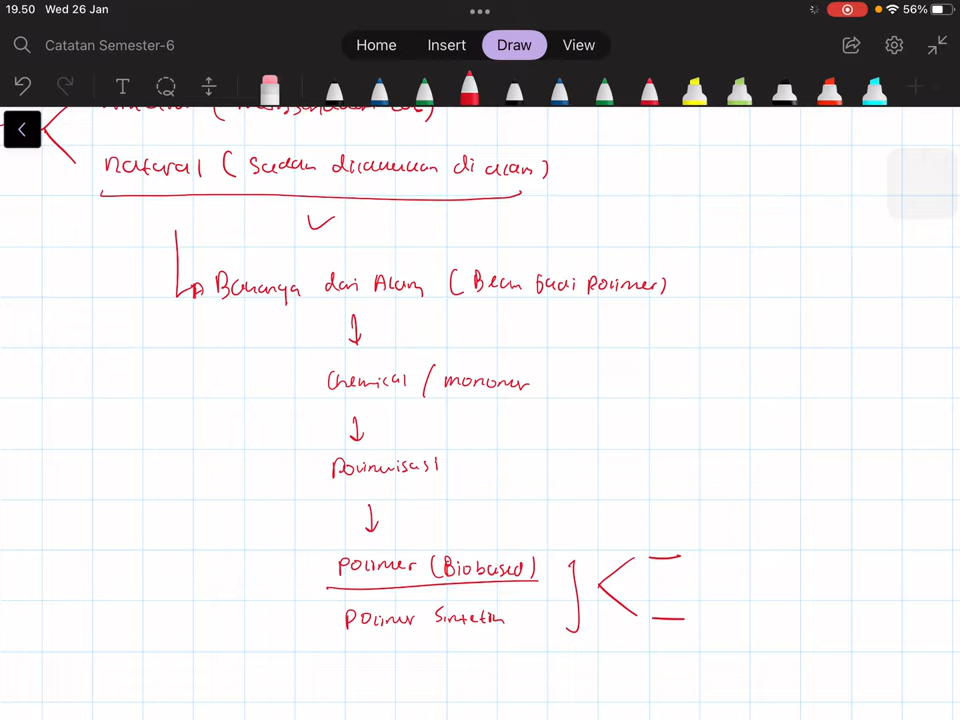 19.50 Wed 26 Jan 56%
Catatan Semester-6 Home Insert Draw View
natural (sudah ditemukan di alam)
Bahannya dari Alam (Belum jadi polimer)
Chemical / monomer
Polimerisasi
polimer (Biobased)
polimer Sintetik